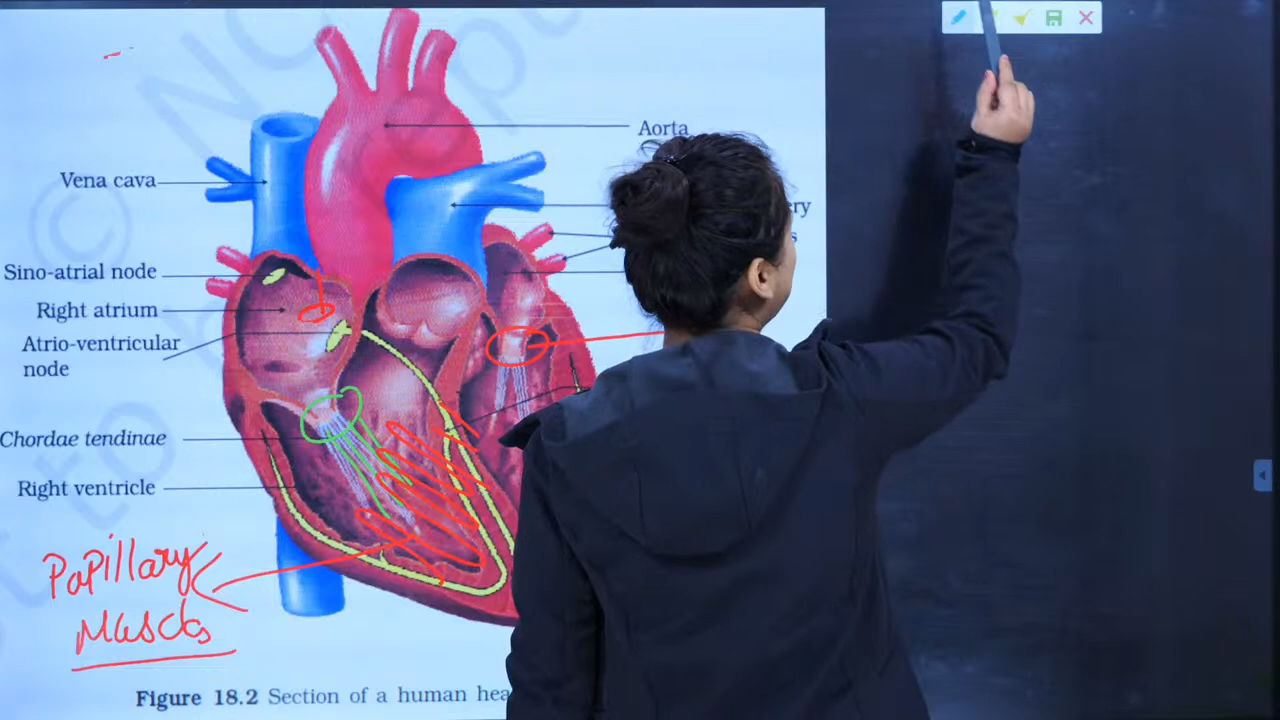 Aorta
Vena cava
ry
s
Sino-atrial node
Right atrium
Atrio-ventricular
node
Chordae tendinae
Right ventricle
Papillary
Muscles
Figure 18.2 Section of a human hea